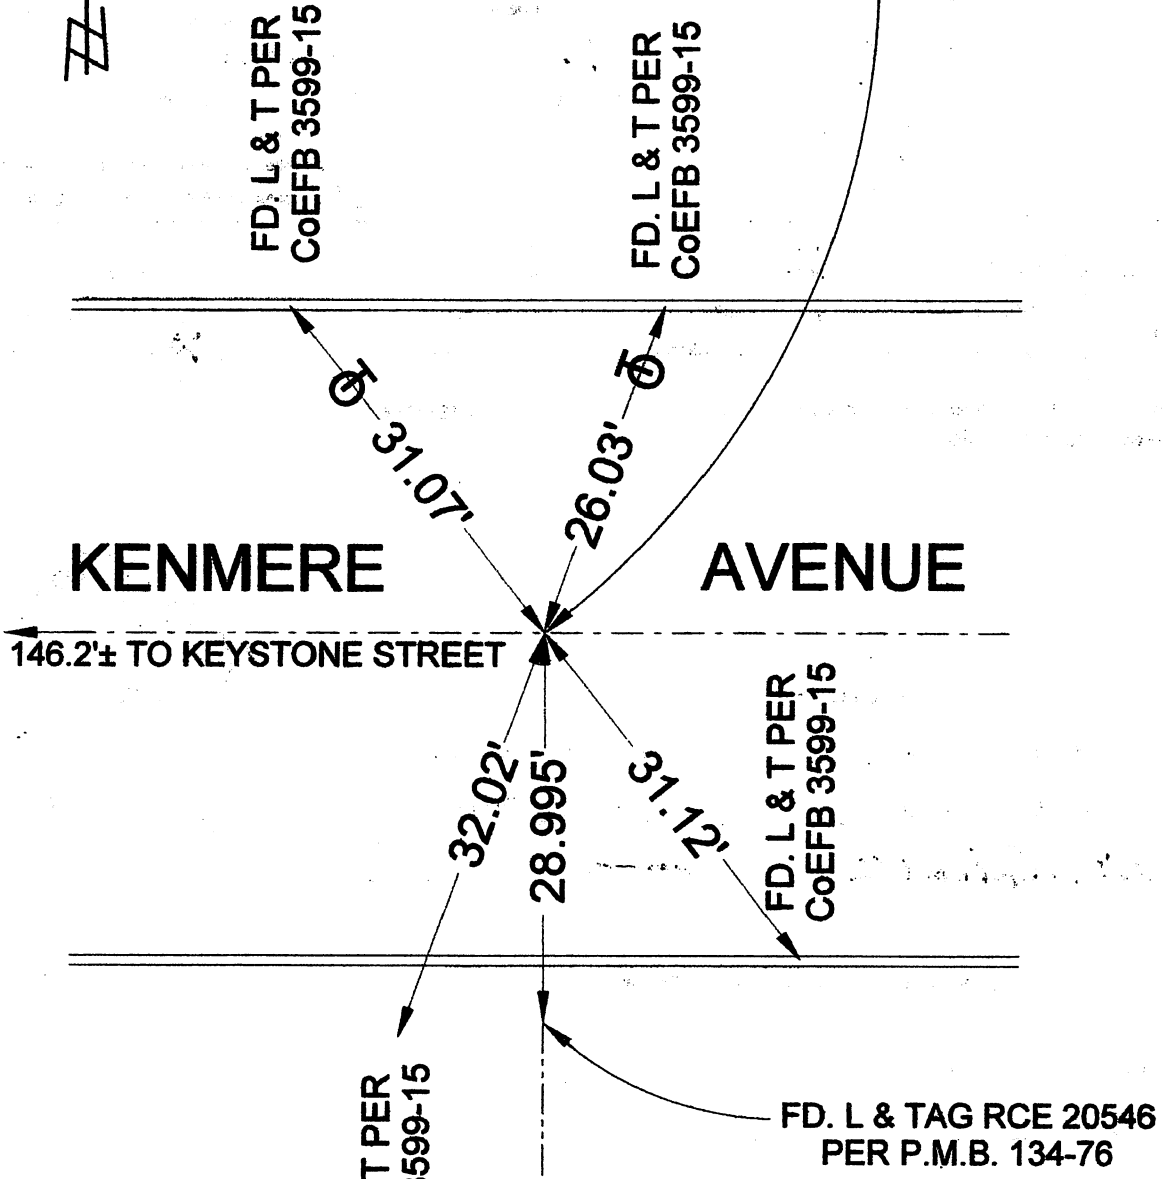 FD. L & T PER
CoEFB 3599-15
FD. L & T PER
CoEFB 3599-15
31.07'
26.03'
KENMERE AVENUE
146.2'± TO KEYSTONE STREET
32.02'
28.995'
31.12'
FD. L & T PER
CoEFB 3599-15
T PER
3599-15
FD. L & TAG RCE 20546
PER P.M.B. 134-76